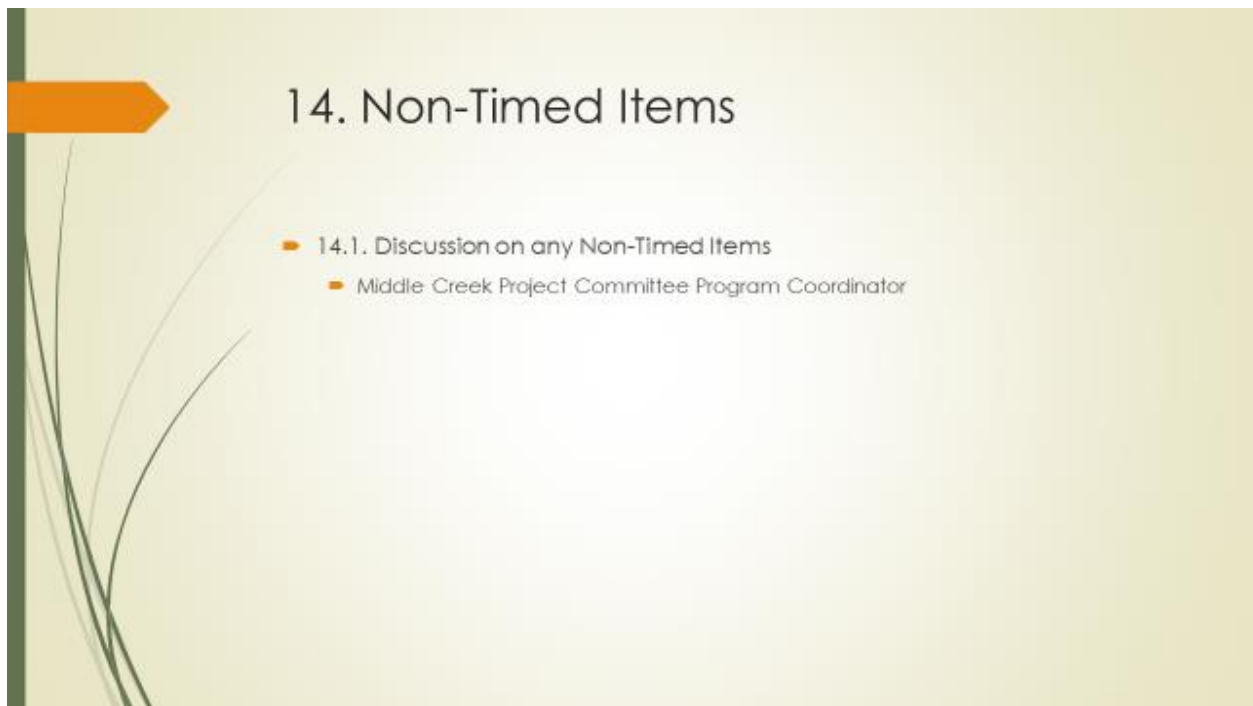 14. Non-Timed Items
14.1. Discussion on any Non-Timed Items
Middle Creek Project Committee Program Coordinator